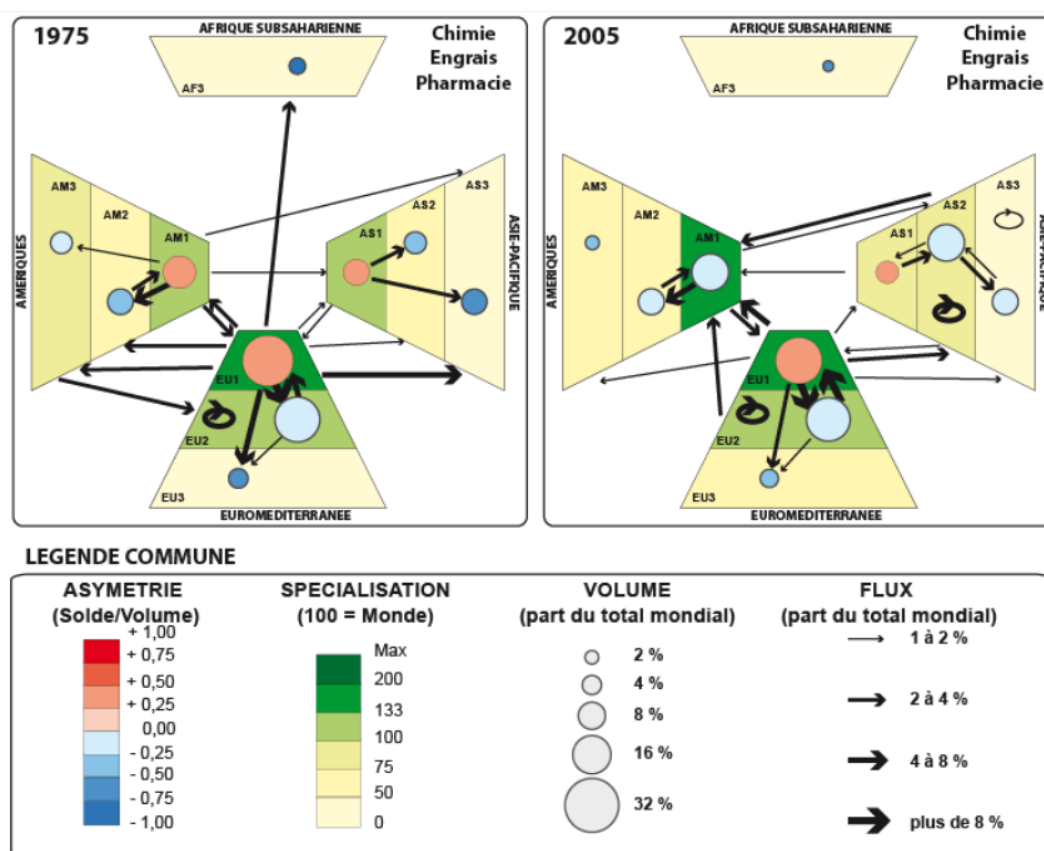 1975
AFRIQUE SUBSAHARIENNE
Chimie
Engrais
Pharmacie
AF3
AM3
AM2
AM1
AS1
AS2
AS3
AMERIQUES
ASIE-PACIFIQUE
EU1
EU2
EU3
EUROMEDITERRANEE
2005
AFRIQUE SUBSAHARIENNE
Chimie
Engrais
Pharmacie
AF3
AM3
AM2
AM1
AS1
AS2
AS3
AMERIQUES
ASIE-PACIFIQUE
EU1
EU2
EU3
EUROMEDITERRANEE
LEGENDE COMMUNE
ASYMETRIE
(Solde/Volume)
+ 1,00
+ 0,75
+ 0,50
+ 0,25
0,00
- 0,25
- 0,50
- 0,75
- 1,00
SPECIALISATION
(100 = Monde)
Max
200
133
100
75
50
0
VOLUME
(part du total mondial)
2 %
4 %
8 %
16 %
32 %
FLUX
(part du total mondial)
1 à 2 %
2 à 4 %
4 à 8 %
plus de 8 %